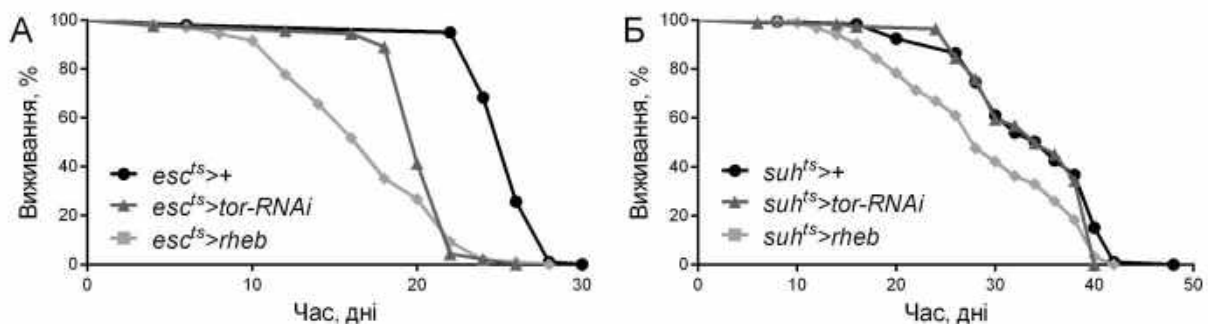 А
Виживання, %
100
80
60
40
20
0
esc^ts>+
esc^ts>tor-RNAi
esc^ts>rheb
0 10 20 30
Час, дні
Б
Виживання, %
100
80
60
40
20
0
suh^ts>+
suh^ts>tor-RNAi
suh^ts>rheb
0 10 20 30 40 50
Час, дні